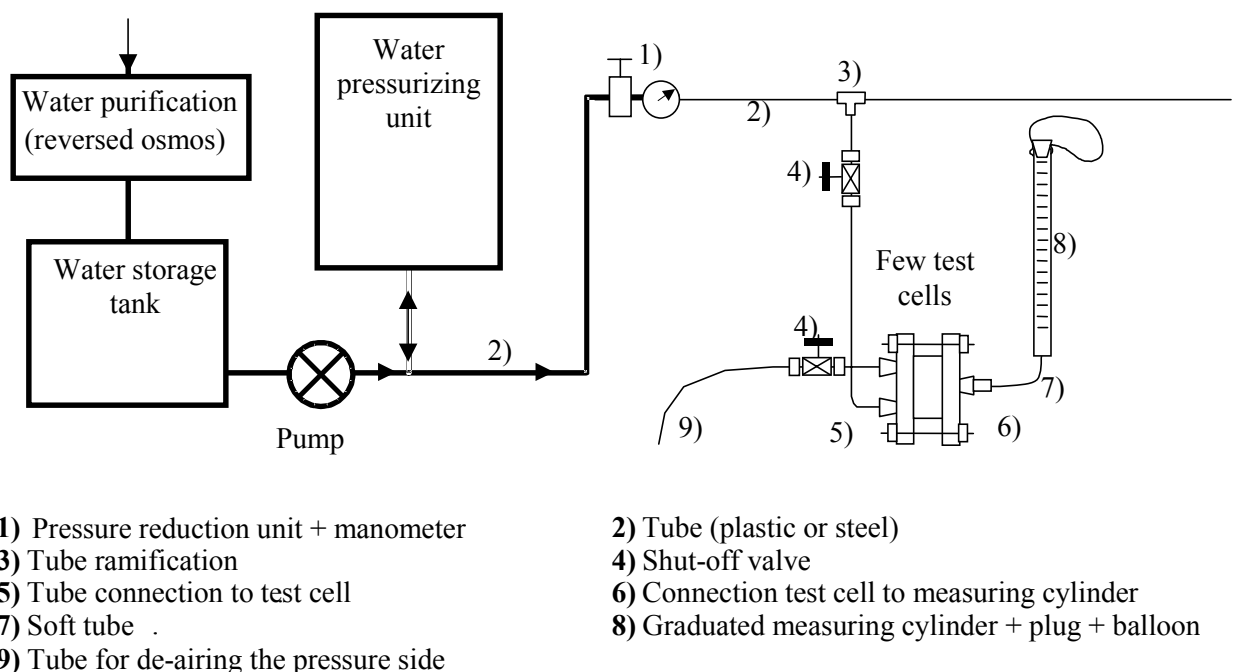 Water purification
(reversed osmos)
Water storage
tank
Pump
Water
pressurizing
unit
2)
1)
2)
3)
4)
4)
Few test
cells
8)
7)
9)
5)
6)
1) Pressure reduction unit + manometer
2) Tube (plastic or steel)
3) Tube ramification
4) Shut-off valve
5) Tube connection to test cell
6) Connection test cell to measuring cylinder
7) Soft tube .
8) Graduated measuring cylinder + plug + balloon
9) Tube for de-airing the pressure side